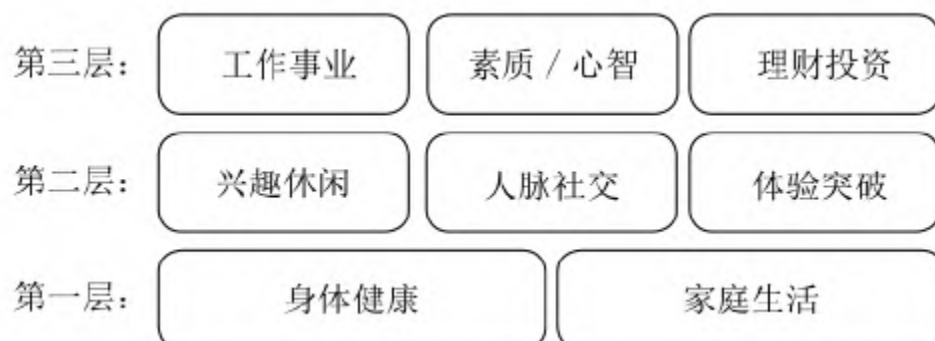 第三层： 工作事业 素质 / 心智 理财投资
第二层： 兴趣休闲 人脉社交 体验突破
第一层： 身体健康 家庭生活